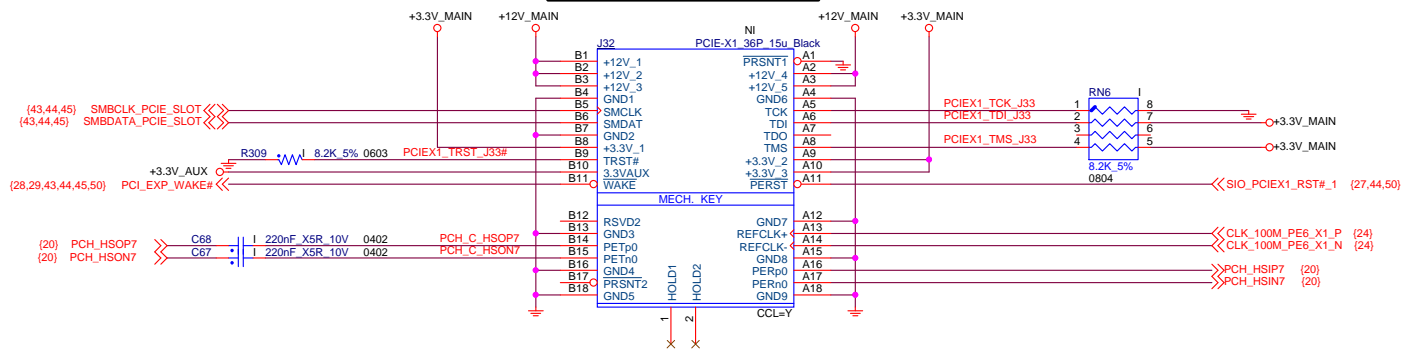 +3.3V_MAIN +12V_MAIN NI +12V_MAIN +3.3V_MAIN
J32 PCIE-X1_36P_15u_Black
B1 +12V_1 PRSNT1 A1
B2 +12V_2 +12V_4 A2
B3 +12V_3 +12V_5 A3
B4 GND1 GND6 A4
{43,44,45} SMBCLK_PCIE_SLOT B5 SMCLK TCK A5 PCIEX1_TCK_J33 1 RN6 I 8
{43,44,45} SMBDATA_PCIE_SLOT B6 SMDAT TDI A6 PCIEX1_TDI_J33 2 7 +3.3V_MAIN
B7 GND2 TDO A7 3 6
B8 +3.3V_1 TMS A8 PCIEX1_TMS_J33 4 5 +3.3V_MAIN
R309 I 8.2K_5% 0603 PCIEX1_TRST_J33# B9 TRST# +3.3V_2 A9
+3.3V_AUX B10 3.3VAUX +3.3V_3 A10 8.2K_5%
{28,29,43,44,45,50} PCI_EXP_WAKE# B11 WAKE PERST A11 0804 SIO_PCIEX1_RST#_1 {27,44,50}
MECH. KEY
B12 RSVD2 GND7 A12
B13 GND3 REFCLK+ A13 CLK_100M_PE6_X1_P {24}
{20} PCH_HSOP7 C68 I 220nF_X5R_10V 0402 PCH_C_HSOP7 B14 PETp0 REFCLK- A14 CLK_100M_PE6_X1_N {24}
{20} PCH_HSON7 C67 I 220nF_X5R_10V 0402 PCH_C_HSON7 B15 PETn0 GND8 A15
B16 GND4 PERp0 A16 PCH_HSIP7 {20}
B17 PRSNT2 PERn0 A17 PCH_HSIN7 {20}
B18 GND5 GND9 A18
HOLD1 HOLD2
CCL=Y
1 2